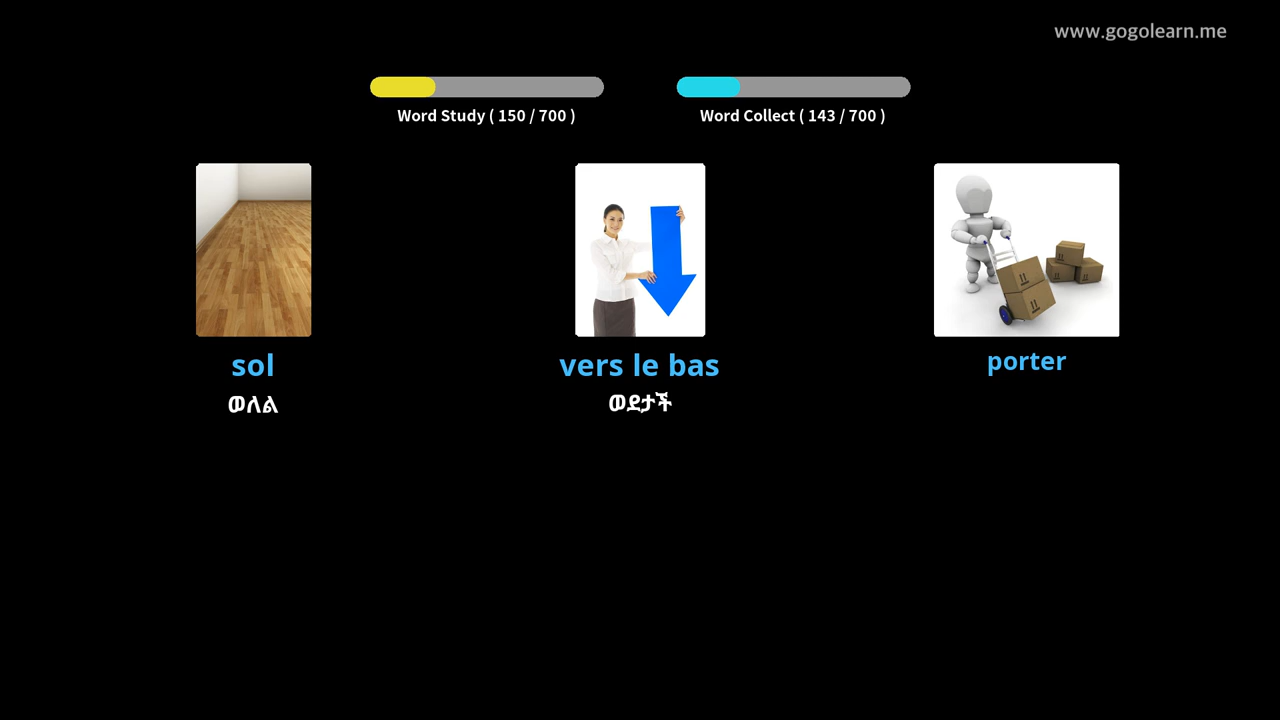 www.gogolearn.me
Word Study ( 150 / 700 )
Word Collect ( 143 / 700 )
sol
ወለል
vers le bas
ወደታች
porter